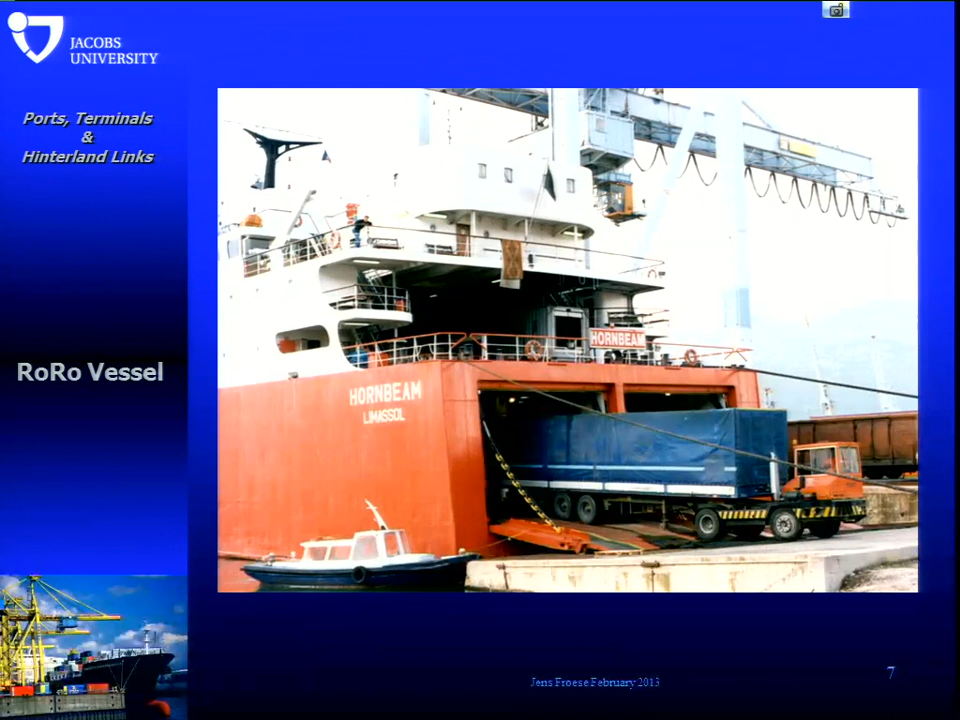 JACOBS
UNIVERSITY
Ports, Terminals
&
Hinterland Links
RoRo Vessel
HORNBEAM
HORNBEAM
LIMASSOL
Jens Froese February 2013
7